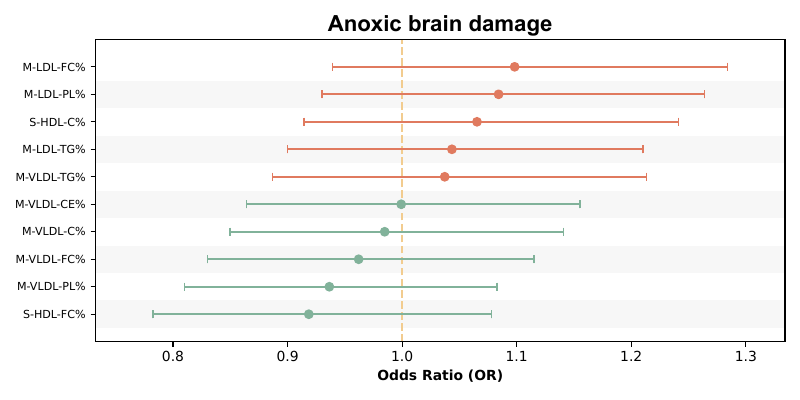 Anoxic brain damage
M-LDL-FC%
M-LDL-PL%
S-HDL-C%
M-LDL-TG%
M-VLDL-TG%
M-VLDL-CE%
M-VLDL-C%
M-VLDL-FC%
M-VLDL-PL%
S-HDL-FC%
0.8 0.9 1.0 1.1 1.2 1.3
Odds Ratio (OR)